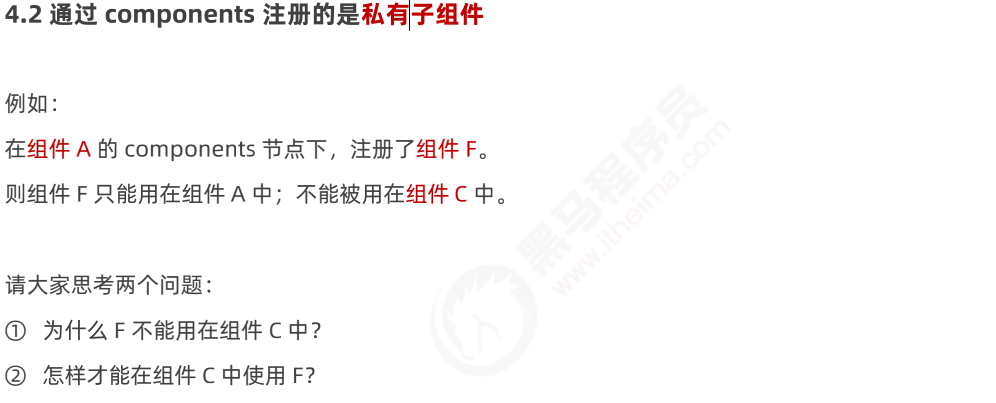 4.2 通过 components 注册的是私有子组件
例如：
在组件 A 的 components 节点下，注册了组件 F。
则组件 F 只能用在组件 A 中；不能被用在组件 C 中。
请大家思考两个问题：
① 为什么 F 不能用在组件 C 中？
② 怎样才能在组件 C 中使用 F？
黑马程序员
www.itheima.com